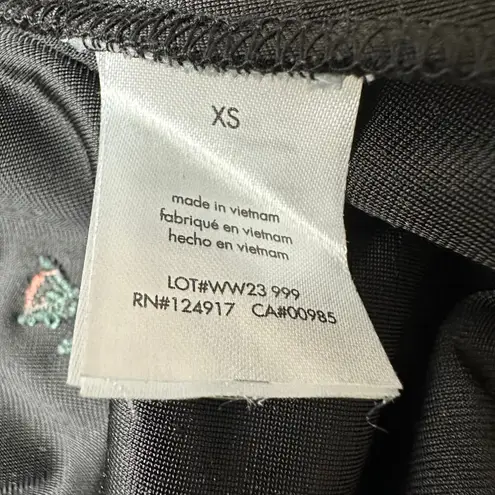 XS
made in vietnam
fabriqué en vietnam
hecho en vietnam
LOT#WW23 999
RN#124917 CA#00985